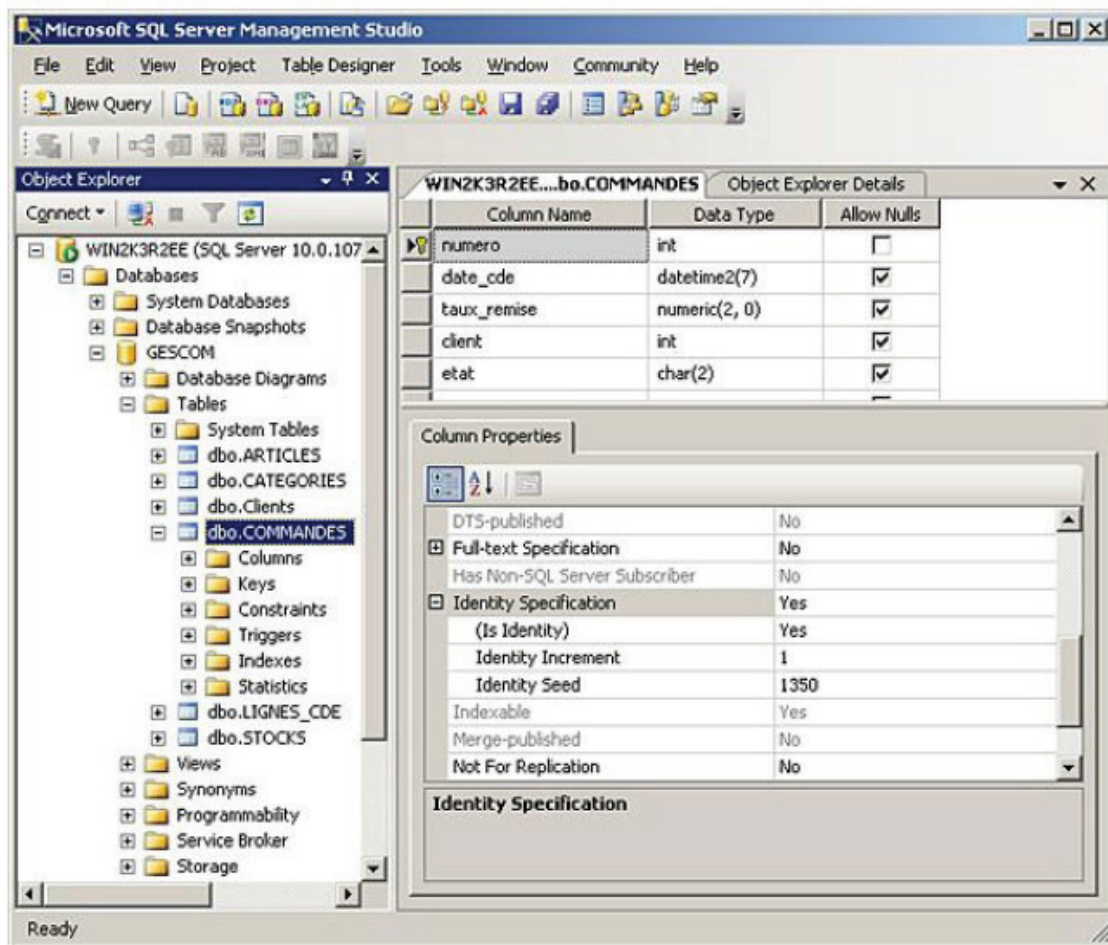 Microsoft SQL Server Management Studio
File Edit View Project Table Designer Tools Window Community Help
New Query
Object Explorer
Connect
WIN2K3R2EE (SQL Server 10.0.107
Databases
System Databases
Database Snapshots
GESCOM
Database Diagrams
Tables
System Tables
dbo.ARTICLES
dbo.CATEGORIES
dbo.Clients
dbo.COMMANDES
Columns
Keys
Constraints
Triggers
Indexes
Statistics
dbo.LIGNES_CDE
dbo.STOCKS
Views
Synonyms
Programmability
Service Broker
Storage
WIN2K3R2EE....bo.COMMANDES Object Explorer Details
Column Name Data Type Allow Nulls
numero int
date_cde datetime2(7)
taux_remise numeric(2, 0)
client int
etat char(2)
Column Properties
DTS-published No
Full-text Specification No
Has Non-SQL Server Subscriber No
Identity Specification Yes
(Is Identity) Yes
Identity Increment 1
Identity Seed 1350
Indexable Yes
Merge-published No
Not For Replication No
Identity Specification
Ready